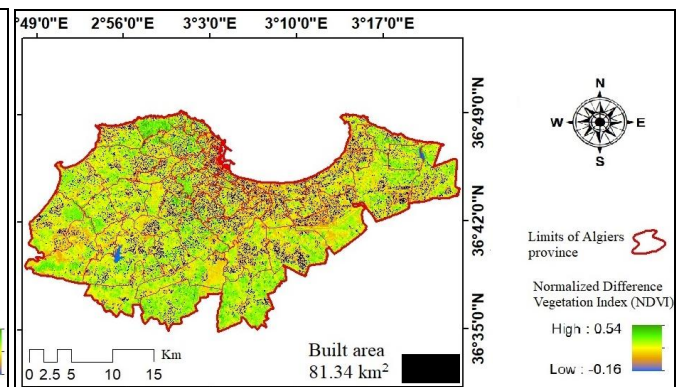 °49'0"E 2°56'0"E 3°3'0"E 3°10'0"E 3°17'0"E
36°49'0"N
36°42'0"N
36°35'0"N
N
W E
S
Limits of Algiers
province
Normalized Difference
Vegetation Index (NDVI)
High : 0.54
Low : -0.16
Km
0 2.5 5 10 15
Built area
81.34 km²